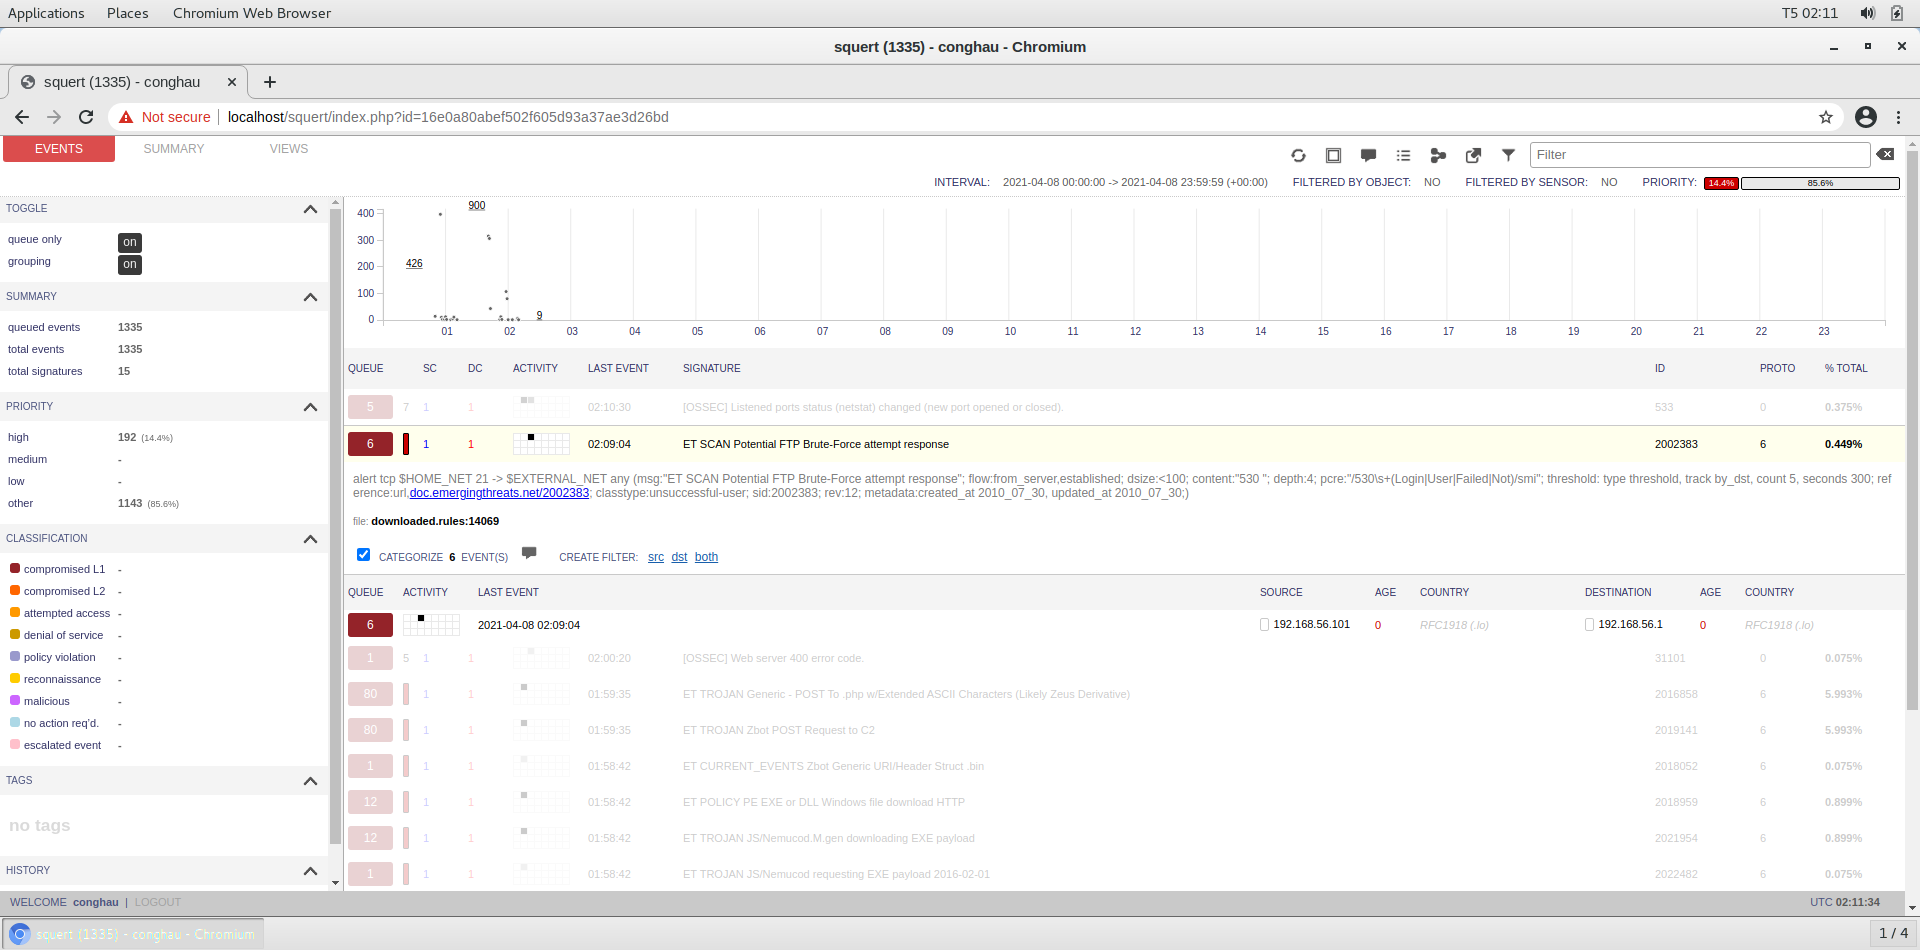 Applications Places Chromium Web Browser T5 02:11
squert (1335) - conghau - Chromium
squert (1335) - conghau
Not secure localhost/squert/index.php?id=16e0a80abef502f605d93a37ae3d26bd
EVENTS SUMMARY VIEWS
Filter
INTERVAL: 2021-04-08 00:00:00 -> 2021-04-08 23:59:59 (+00:00) FILTERED BY OBJECT: NO FILTERED BY SENSOR: NO PRIORITY: 14.4% 85.6%
TOGGLE
queue only on
grouping on
SUMMARY
queued events 1335
total events 1335
total signatures 15
PRIORITY
high 192 (14.4%)
medium -
low -
other 1143 (85.6%)
CLASSIFICATION
compromised L1 -
compromised L2 -
attempted access -
denial of service -
policy violation -
reconnaissance -
malicious -
no action req'd. -
escalated event -
TAGS
no tags
HISTORY
900
400
300
426
200
100
9
0
01 02 03 04 05 06 07 08 09 10 11 12 13 14 15 16 17 18 19 20 21 22 23
QUEUE SC DC ACTIVITY LAST EVENT SIGNATURE ID PROTO % TOTAL
5 7 1 1 02:10:30 [OSSEC] Listened ports status (netstat) changed (new port opened or closed). 533 0 0.375%
6 1 1 02:09:04 ET SCAN Potential FTP Brute-Force attempt response 2002383 6 0.449%
alert tcp $HOME_NET 21 -> $EXTERNAL_NET any (msg:"ET SCAN Potential FTP Brute-Force attempt response"; flow:from_server,established; dsize:<100; content:"530 "; depth:4; pcre:"/530\s+(Login|User|Failed|Not)/smi"; threshold: type threshold, track by_dst, count 5, seconds 300; ref
erence:url,doc.emergingthreats.net/2002383; classtype:unsuccessful-user; sid:2002383; rev:12; metadata:created_at 2010_07_30, updated_at 2010_07_30;)
file: downloaded.rules:14069
CATEGORIZE 6 EVENT(S) CREATE FILTER: src dst both
QUEUE ACTIVITY LAST EVENT SOURCE AGE COUNTRY DESTINATION AGE COUNTRY
6 2021-04-08 02:09:04 192.168.56.101 0 RFC1918 (.lo) 192.168.56.1 0 RFC1918 (.lo)
1 5 1 1 02:00:20 [OSSEC] Web server 400 error code. 31101 0 0.075%
80 1 1 01:59:35 ET TROJAN Generic - POST To .php w/Extended ASCII Characters (Likely Zeus Derivative) 2016858 6 5.993%
80 1 1 01:59:35 ET TROJAN Zbot POST Request to C2 2019141 6 5.993%
1 1 1 01:58:42 ET CURRENT_EVENTS Zbot Generic URI/Header Struct .bin 2018052 6 0.075%
12 1 1 01:58:42 ET POLICY PE EXE or DLL Windows file download HTTP 2018959 6 0.899%
12 1 1 01:58:42 ET TROJAN JS/Nemucod.M.gen downloading EXE payload 2021954 6 0.899%
1 1 1 01:58:42 ET TROJAN JS/Nemucod requesting EXE payload 2016-02-01 2022482 6 0.075%
WELCOME conghau | LOGOUT UTC 02:11:34
squert (1335) - conghau - Chromium 1 / 4